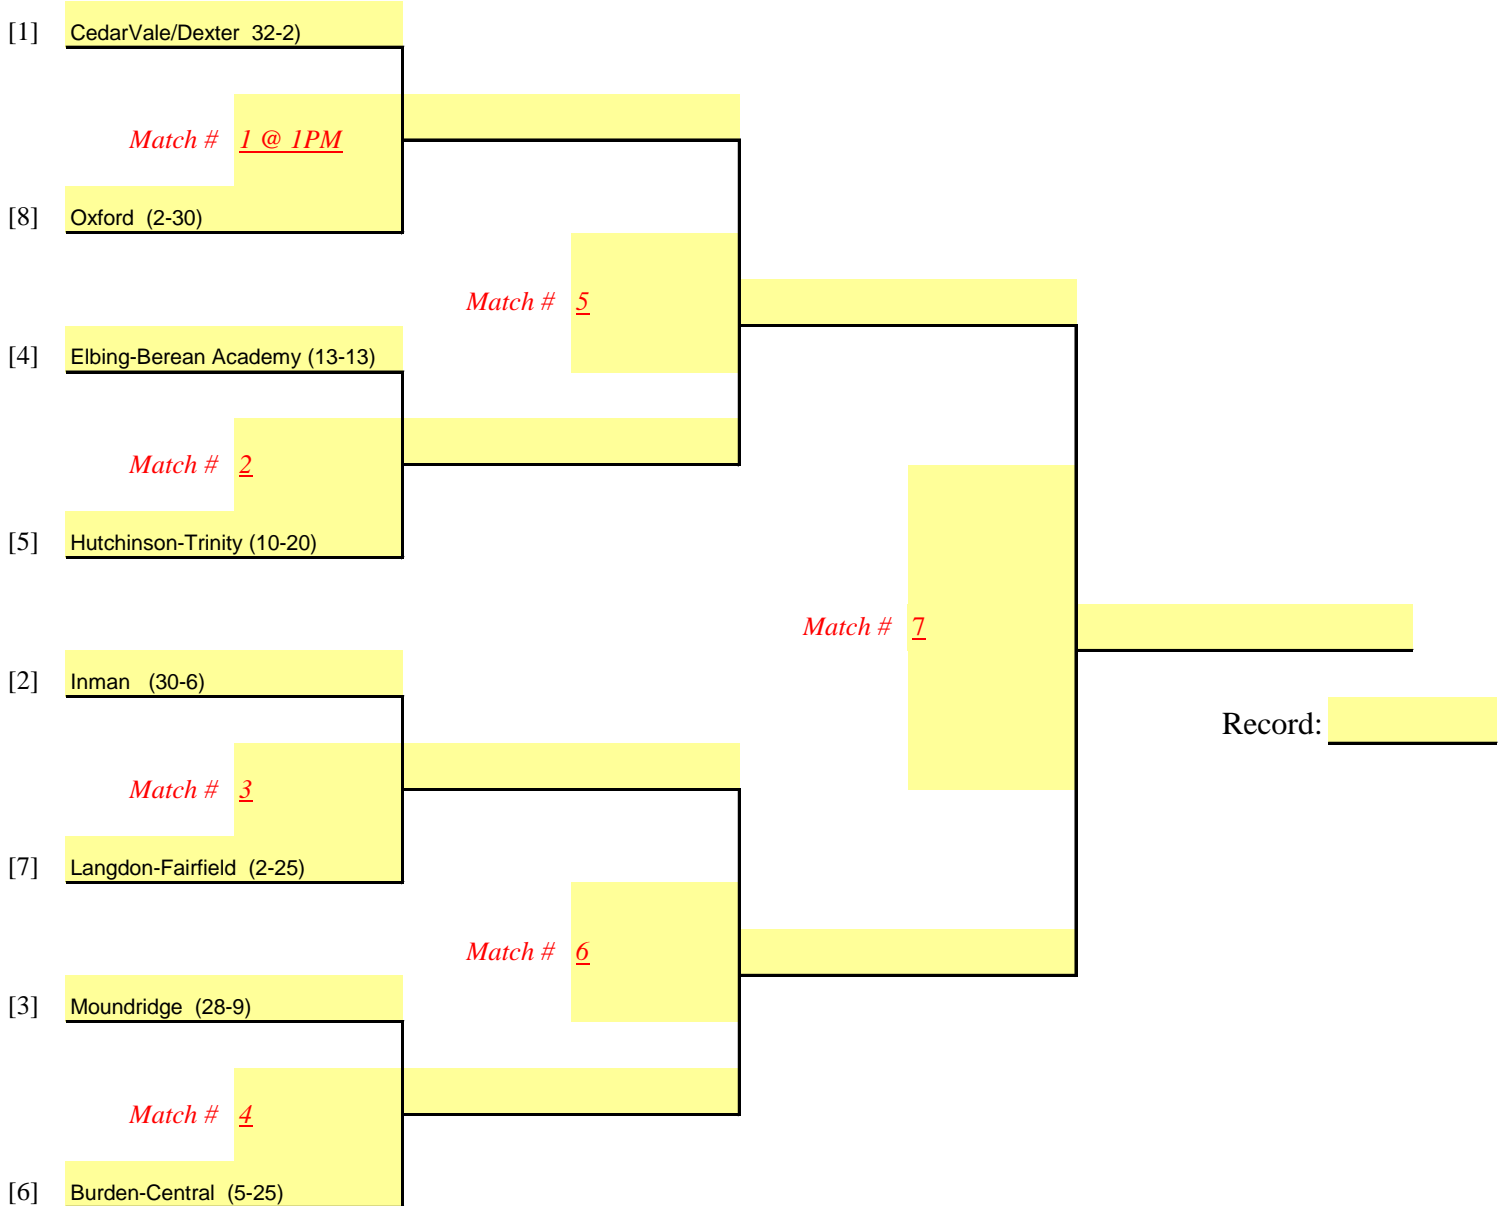 [1] CedarVale/Dexter 32-2)
Match # 1 @ 1PM
[8] Oxford (2-30)
Match # 5
[4] Elbing-Berean Academy (13-13)
Match # 2
[5] Hutchinson-Trinity (10-20)
Match # 7
[2] Inman (30-6)
Record:
Match # 3
[7] Langdon-Fairfield (2-25)
Match # 6
[3] Moundridge (28-9)
Match # 4
[6] Burden-Central (5-25)